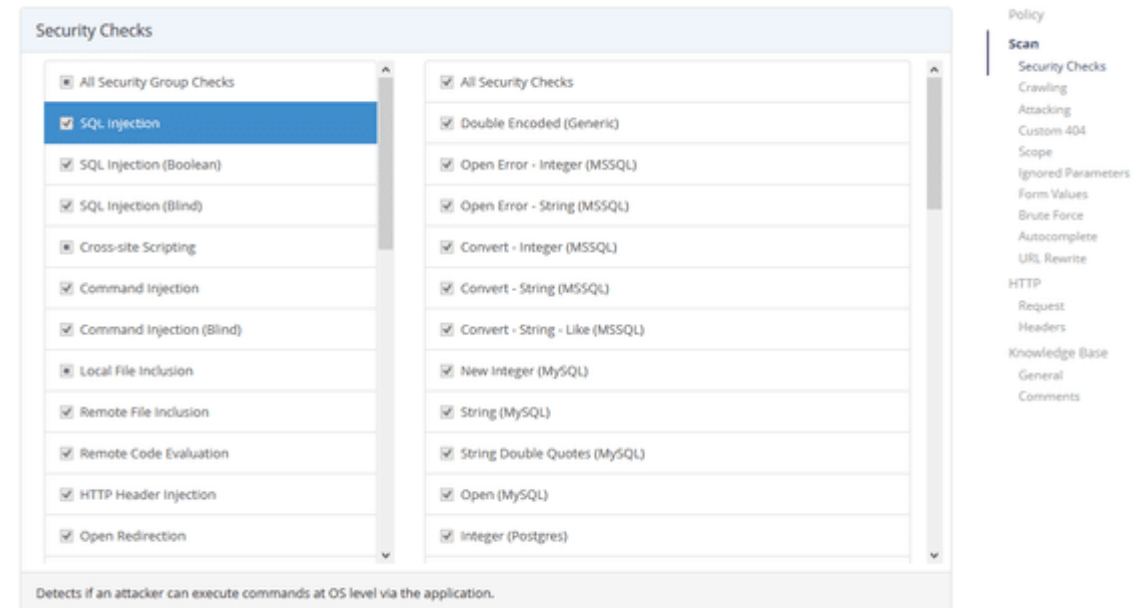 Security Checks
All Security Group Checks
SQL Injection
SQL Injection (Boolean)
SQL Injection (Blind)
Cross-site Scripting
Command Injection
Command Injection (Blind)
Local File Inclusion
Remote File Inclusion
Remote Code Evaluation
HTTP Header Injection
Open Redirection
All Security Checks
Double Encoded (Generic)
Open Error - Integer (MSSQL)
Open Error - String (MSSQL)
Convert - Integer (MSSQL)
Convert - String (MSSQL)
Convert - String - Like (MSSQL)
New Integer (MySQL)
String (MySQL)
String Double Quotes (MySQL)
Open (MySQL)
Integer (Postgres)
Detects if an attacker can execute commands at OS level via the application.
Policy
Scan
Security Checks
Crawling
Attacking
Custom 404
Scope
Ignored Parameters
Form Values
Brute Force
Autocomplete
URL Rewrite
HTTP
Request
Headers
Knowledge Base
General
Comments